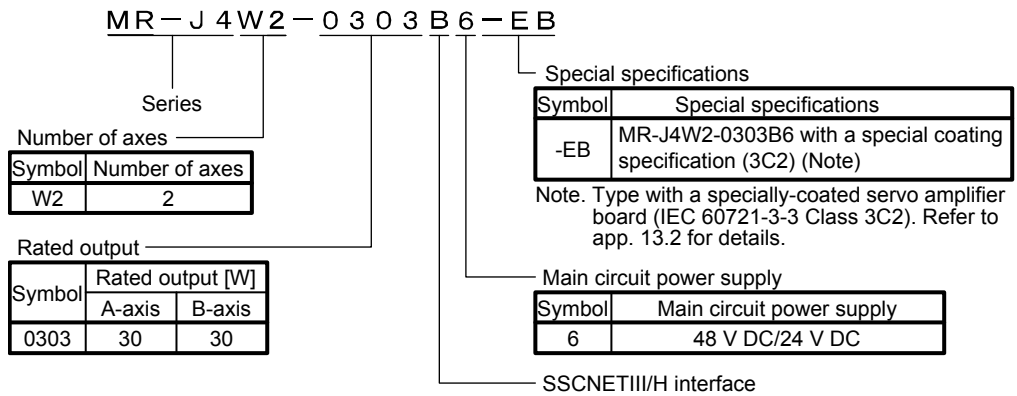 MR-J4W2-0303B6-EB
Special specifications
Series
Symbol Special specifications
-EB MR-J4W2-0303B6 with a special coating
specification (3C2) (Note)
Number of axes
Symbol Number of axes
W2 2
Note. Type with a specially-coated servo amplifier
board (IEC 60721-3-3 Class 3C2). Refer to
app. 13.2 for details.
Rated output
Symbol Rated output [W]
A-axis B-axis
0303 30 30
Main circuit power supply
Symbol Main circuit power supply
6 48 V DC/24 V DC
SSCNETIII/H interface